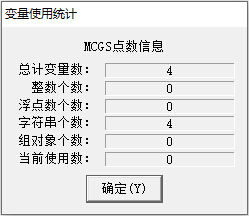 变量使用统计
MCGS点数信息
总计变量数: 4
整数个数: 0
浮点数个数: 0
字符串个数: 4
组对象个数: 0
当前使用数: 0
确定(Y)